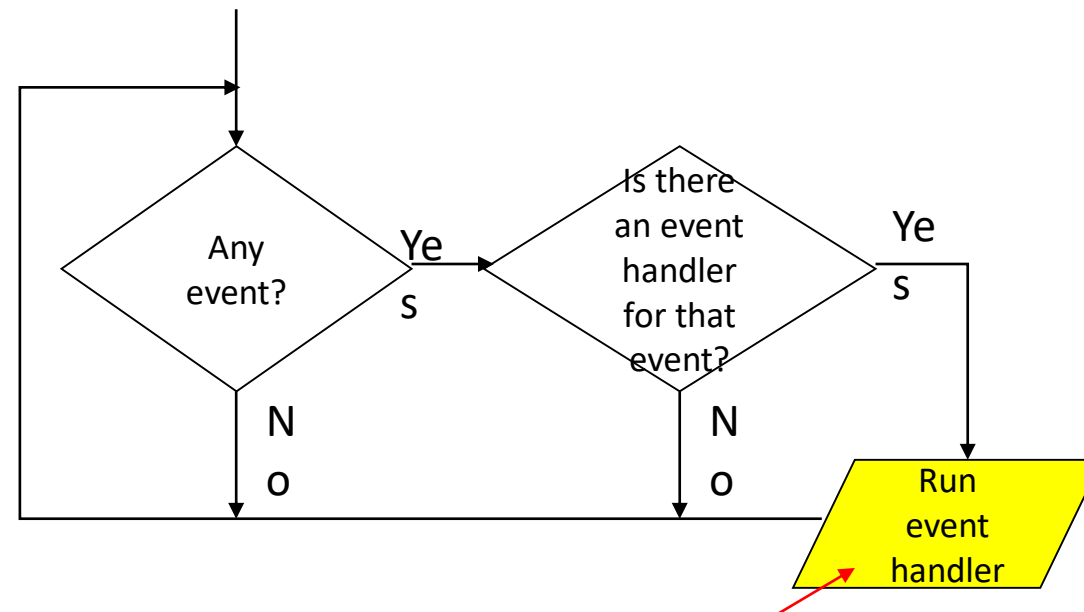 Any
event?
Ye
s
N
o
Is there
an event
handler
for that
event?
Ye
s
N
o
Run
event
handler